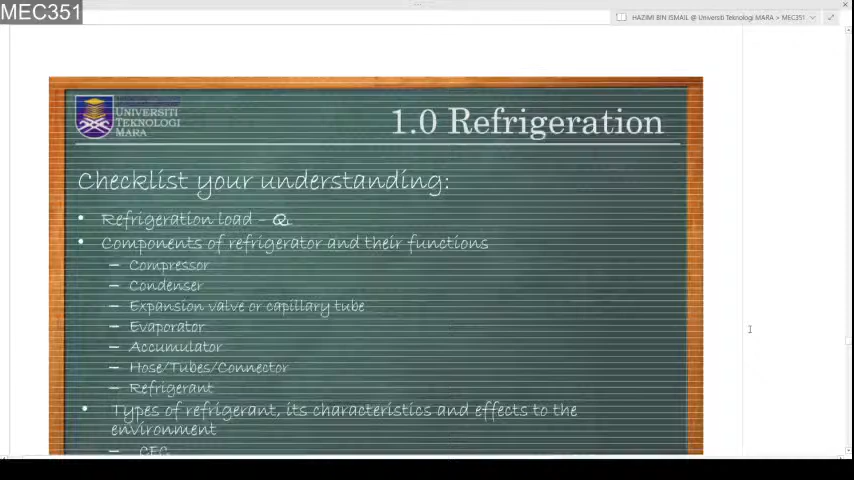 MEC351
HAZIMI BIN ISMAIL @ Universiti Teknologi MARA > MEC351
UNIVERSITI
TEKNOLOGI
MARA
1.0 Refrigeration
Checklist your understanding:
• Refrigeration load – QL
• Components of refrigerator and their functions
– Compressor
– Condenser
– Expansion valve or capillary tube
– Evaporator
– Accumulator
– Hose/Tubes/Connector
– Refrigerant
• Types of refrigerant, its characteristics and effects to the
environment
– CFC